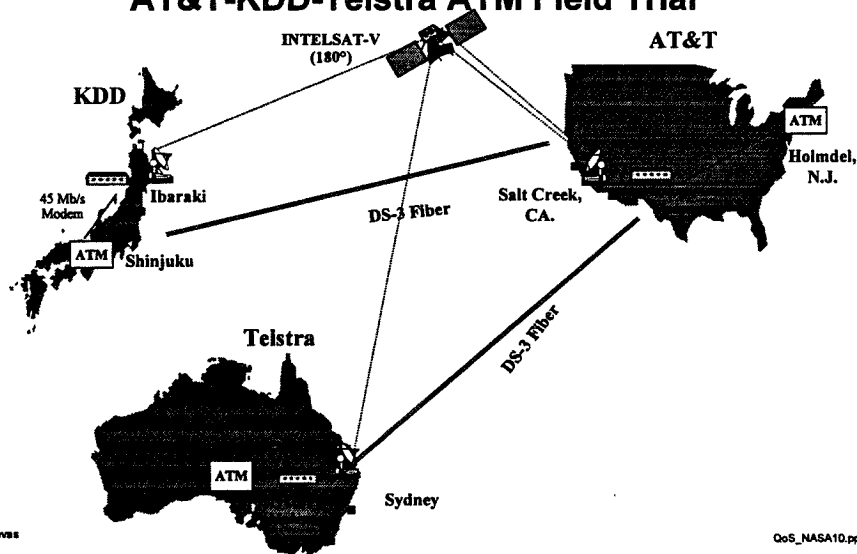 AT&T-KDD-Telstra ATM Field Trial
INTELSAT-V
(180°)
AT&T
KDD
ATM
Holmdel,
N.J.
Ibaraki
45 Mb/s
Modem
Salt Creek,
CA.
DS-3 Fiber
ATM
Shinjuku
DS-3 Fiber
Telstra
ATM
Sydney
QoS_NASA10.pp